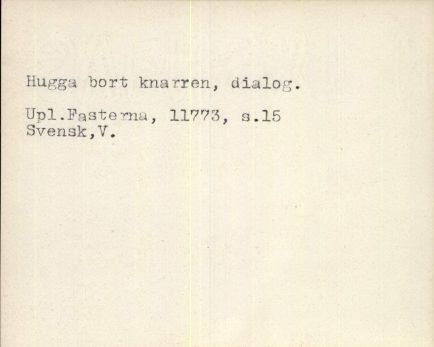 Hugga bort knarren, dialog.
Upl.Fasterna, 11773, s.15
Svensk,V.